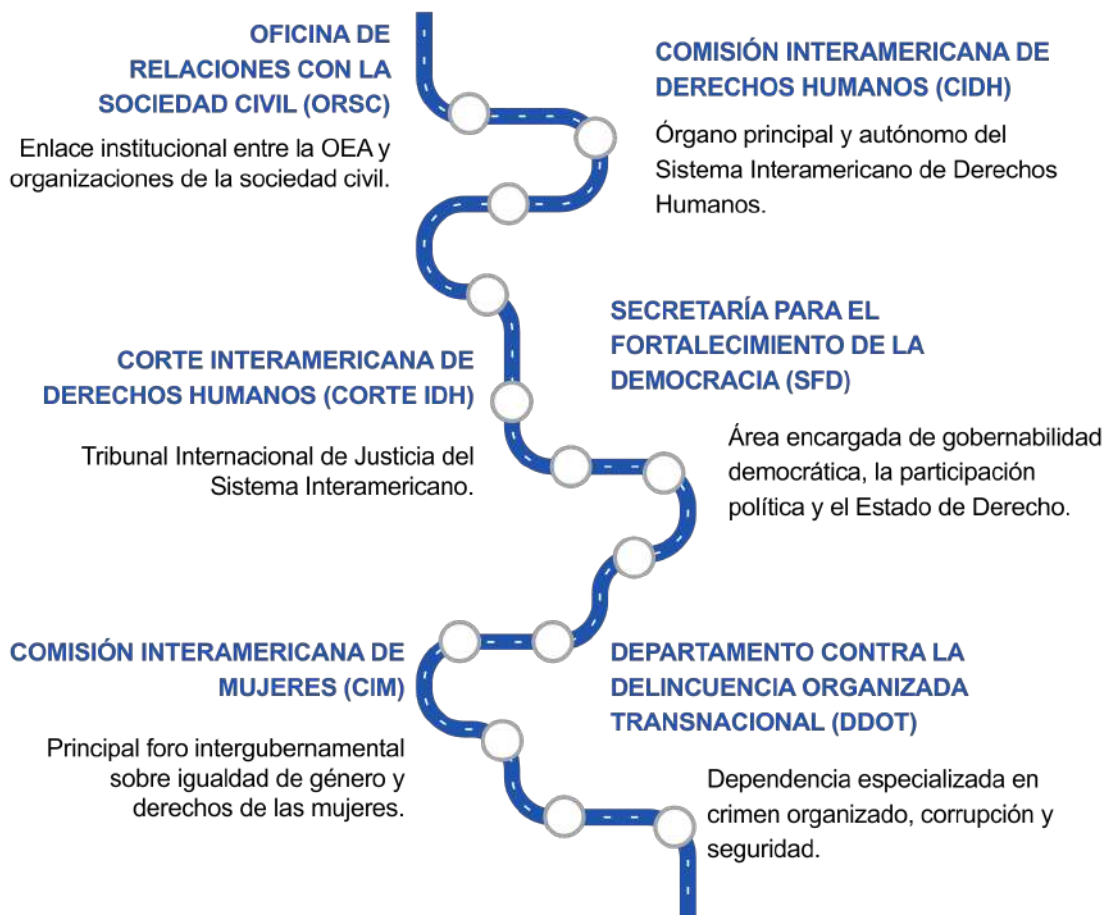 OFICINA DE
RELACIONES CON LA
SOCIEDAD CIVIL (ORSC)
Enlace institucional entre la OEA y
organizaciones de la sociedad civil.
COMISIÓN INTERAMERICANA DE
DERECHOS HUMANOS (CIDH)
Órgano principal y autónomo del
Sistema Interamericano de Derechos
Humanos.
CORTE INTERAMERICANA DE
DERECHOS HUMANOS (CORTE IDH)
Tribunal Internacional de Justicia del
Sistema Interamericano.
SECRETARÍA PARA EL
FORTALECIMIENTO DE LA
DEMOCRACIA (SFD)
Área encargada de gobernabilidad
democrática, la participación
política y el Estado de Derecho.
COMISIÓN INTERAMERICANA DE
MUJERES (CIM)
Principal foro intergubernamental
sobre igualdad de género y
derechos de las mujeres.
DEPARTAMENTO CONTRA LA
DELINCUENCIA ORGANIZADA
TRANSNACIONAL (DDOT)
Dependencia especializada en
crimen organizado, corrupción y
seguridad.